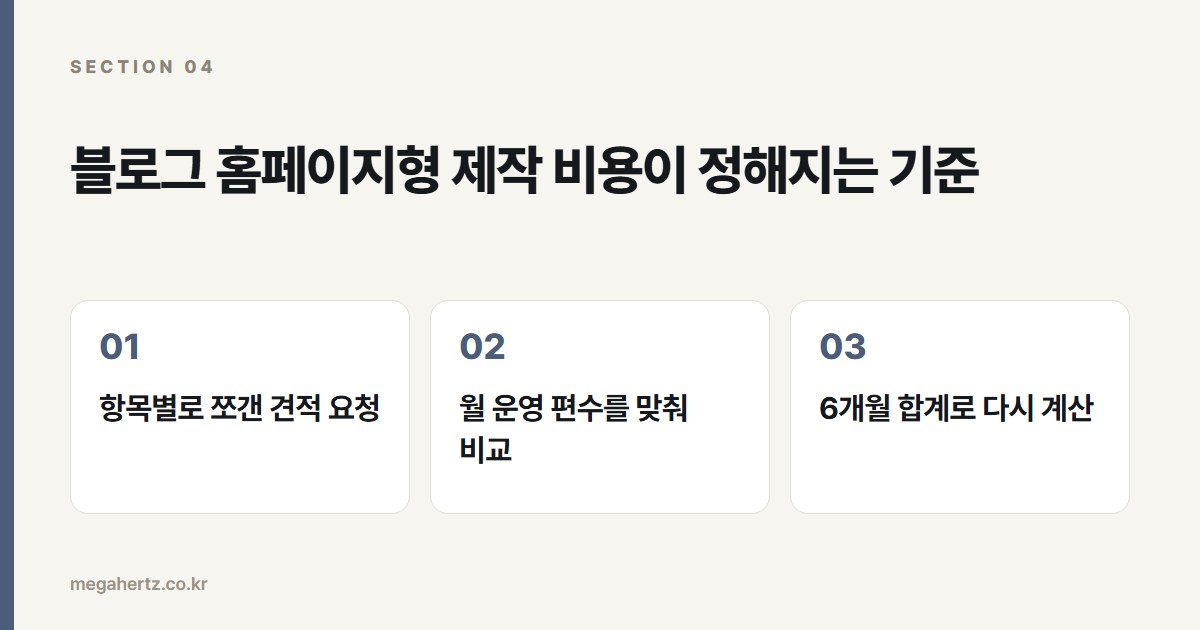 SECTION 04
블로그 홈페이지형 제작 비용이 정해지는 기준
01
항목별로 쪼갠 견적 요청
02
월 운영 편수를 맞춰
비교
03
6개월 합계로 다시 계산
megahertz.co.kr